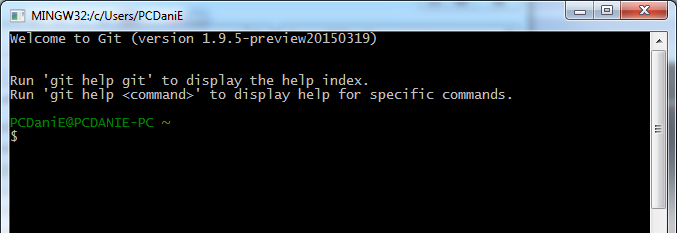 MINGW32:/c/Users/PCDaniE
Welcome to Git (version 1.9.5-preview20150319)
Run 'git help git' to display the help index.
Run 'git help <command>' to display help for specific commands.
PCDaniE@PCDANIE-PC ~
$